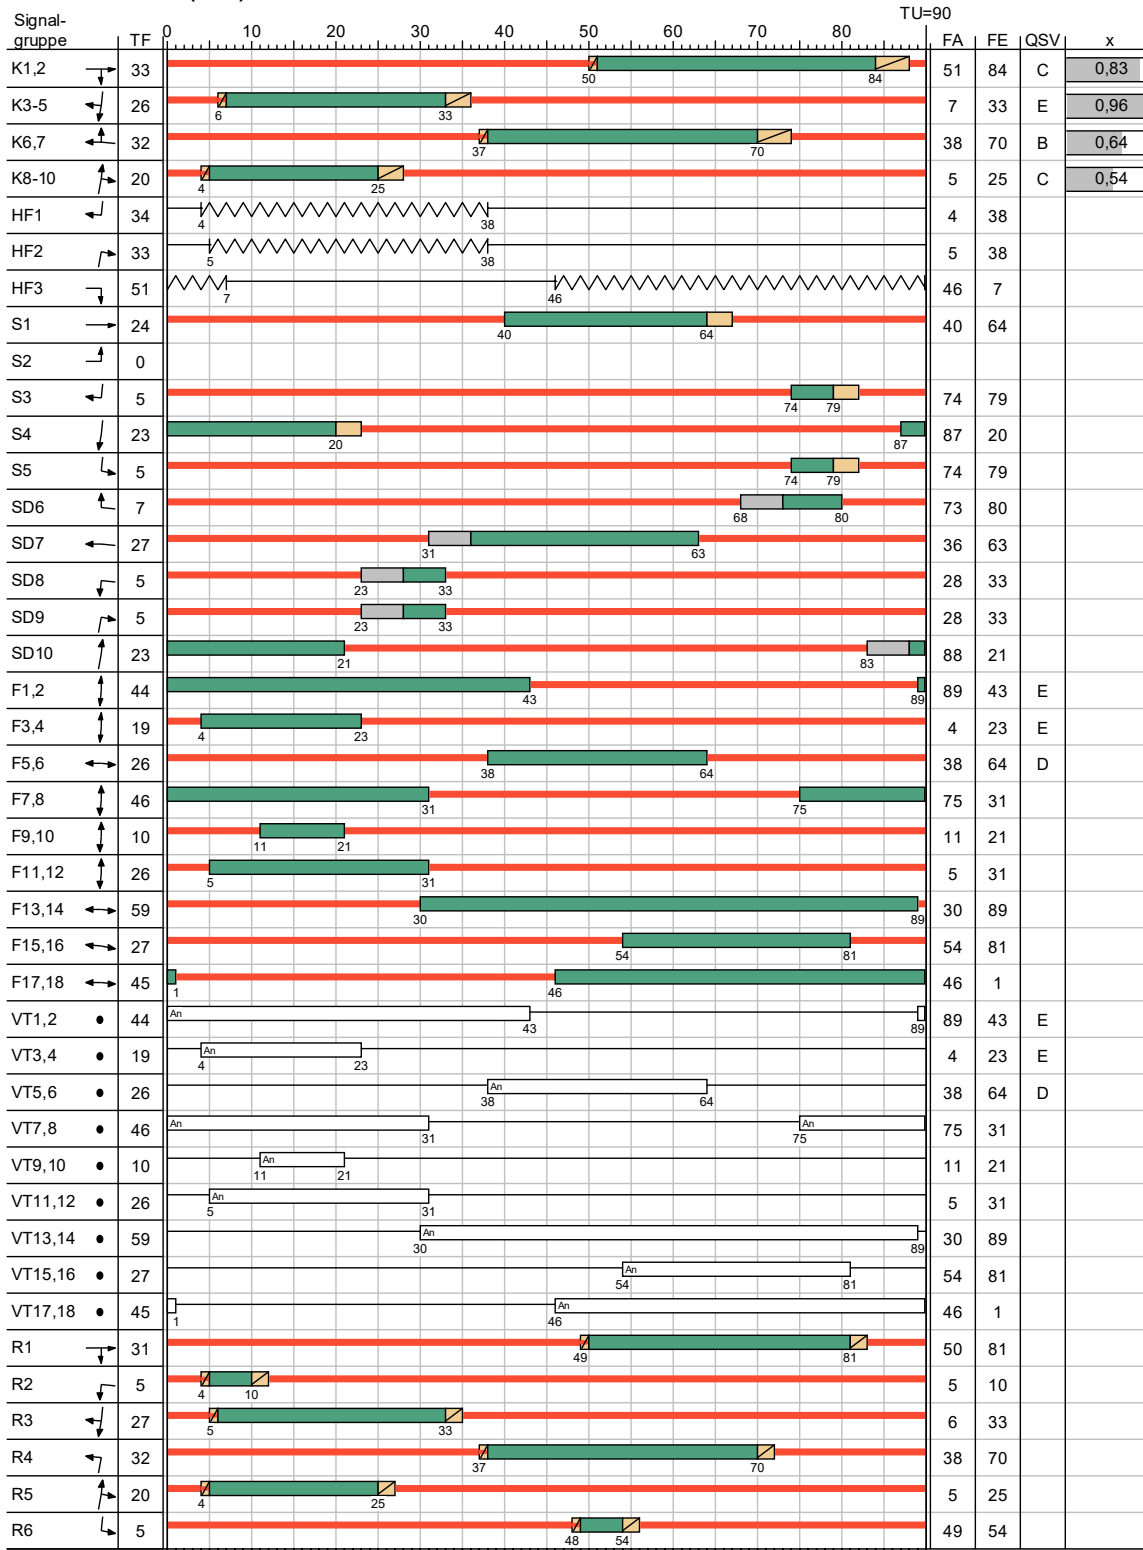 TU=90
Signal-
gruppe TF 0 10 20 30 40 50 60 70 80 FA FE QSV x
K1,2 33 50 84 51 84 C 0,83
K3-5 26 6 33 7 33 E 0,96
K6,7 32 37 70 38 70 B 0,64
K8-10 20 4 25 5 25 C 0,54
HF1 34 4 38 4 38
HF2 33 5 38 5 38
HF3 51 7 46 46 7
S1 24 40 64 40 64
S2 0
S3 5 74 79 74 79
S4 23 20 87 87 20
S5 5 74 79 74 79
SD6 7 68 80 73 80
SD7 27 31 63 36 63
SD8 5 23 33 28 33
SD9 5 23 33 28 33
SD10 23 21 83 88 21
F1,2 44 43 89 89 43 E
F3,4 19 4 23 4 23 E
F5,6 26 38 64 38 64 D
F7,8 46 31 75 75 31
F9,10 10 11 21 11 21
F11,12 26 5 31 5 31
F13,14 59 30 89 30 89
F15,16 27 54 81 54 81
F17,18 45 1 46 46 1
VT1,2 44 An 43 89 89 43 E
VT3,4 19 An 4 23 4 23 E
VT5,6 26 An 38 64 38 64 D
VT7,8 46 An 31 An 75 75 31
VT9,10 10 An 11 21 11 21
VT11,12 26 An 5 31 5 31
VT13,14 59 An 30 89 30 89
VT15,16 27 An 54 81 54 81
VT17,18 45 1 An 46 46 1
R1 31 49 81 50 81
R2 5 4 10 5 10
R3 27 5 33 6 33
R4 32 37 70 38 70
R5 20 4 25 5 25
R6 5 48 54 49 54